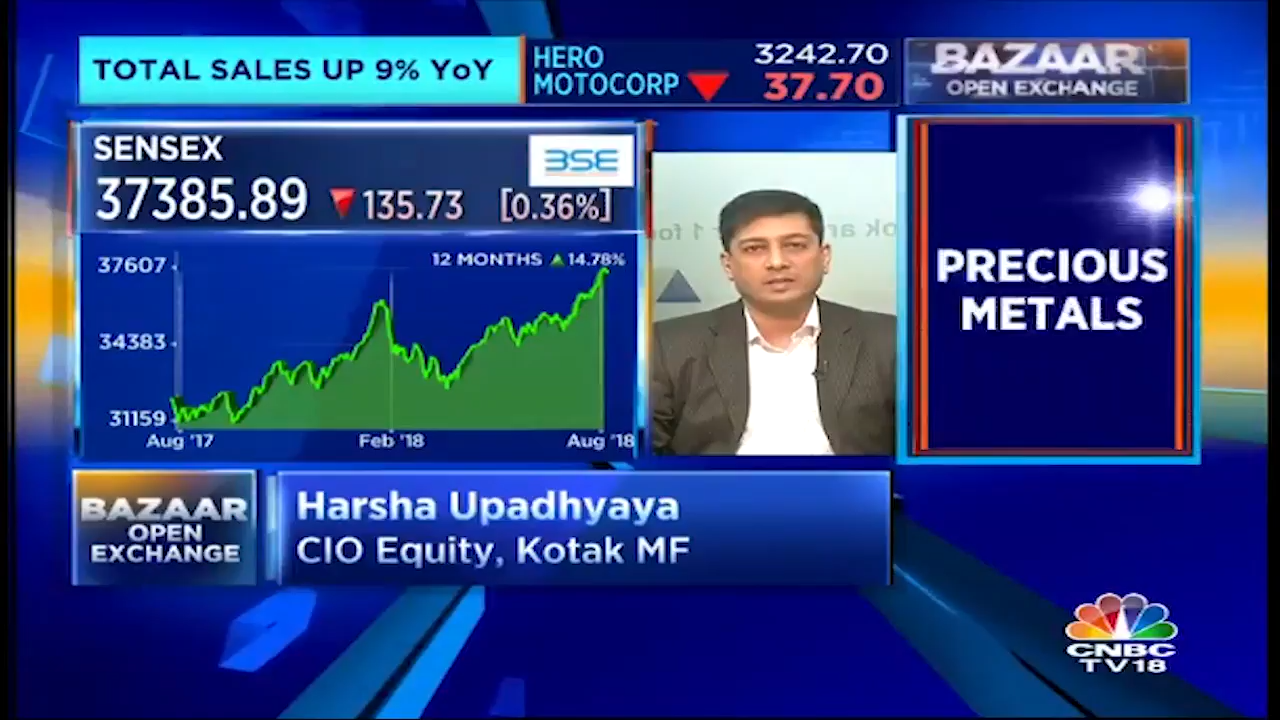 TOTAL SALES UP 9% YoY
HERO
MOTOCORP
3242.70
37.70
BAZAAR
OPEN EXCHANGE
SENSEX
BSE
37385.89 135.73 [0.36%]
12 MONTHS 14.78%
37607
34383
31159
Aug '17 Feb '18 Aug '18
PRECIOUS
METALS
BAZAAR
OPEN
EXCHANGE
Harsha Upadhyaya
CIO Equity, Kotak MF
CNBC
TV18